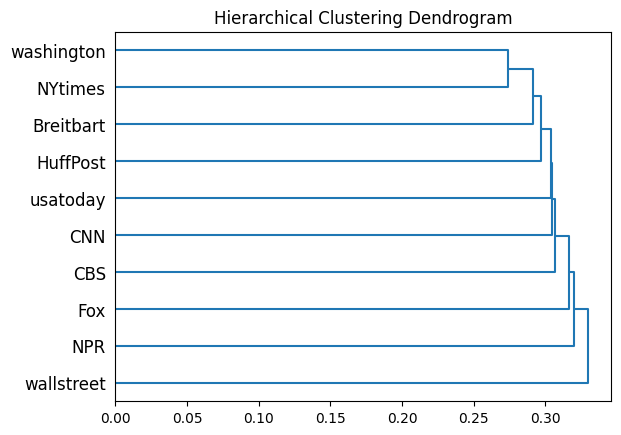 Hierarchical Clustering Dendrogram
washington
NYtimes
Breitbart
HuffPost
usatoday
CNN
CBS
Fox
NPR
wallstreet
0.00 0.05 0.10 0.15 0.20 0.25 0.30